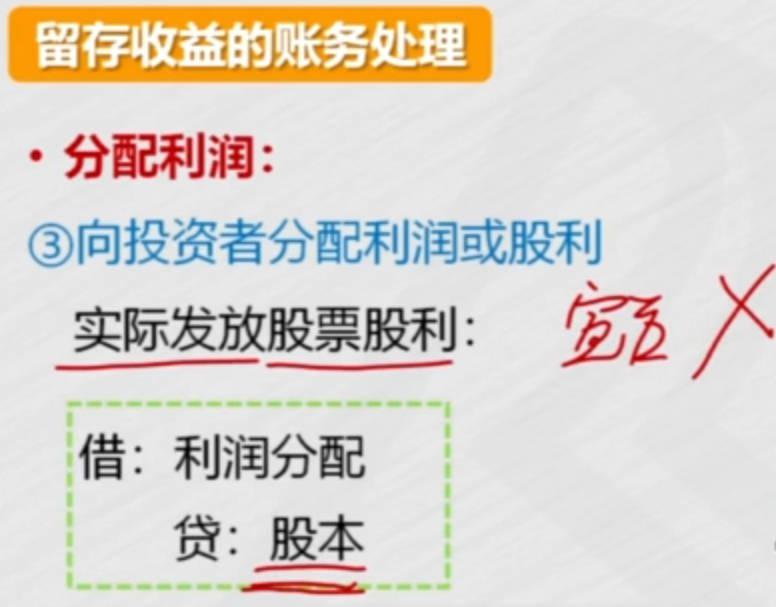 留存收益的账务处理
•分配利润：
③向投资者分配利润或股利
实际发放股票股利： 宣告 ×
借：利润分配
贷：股本